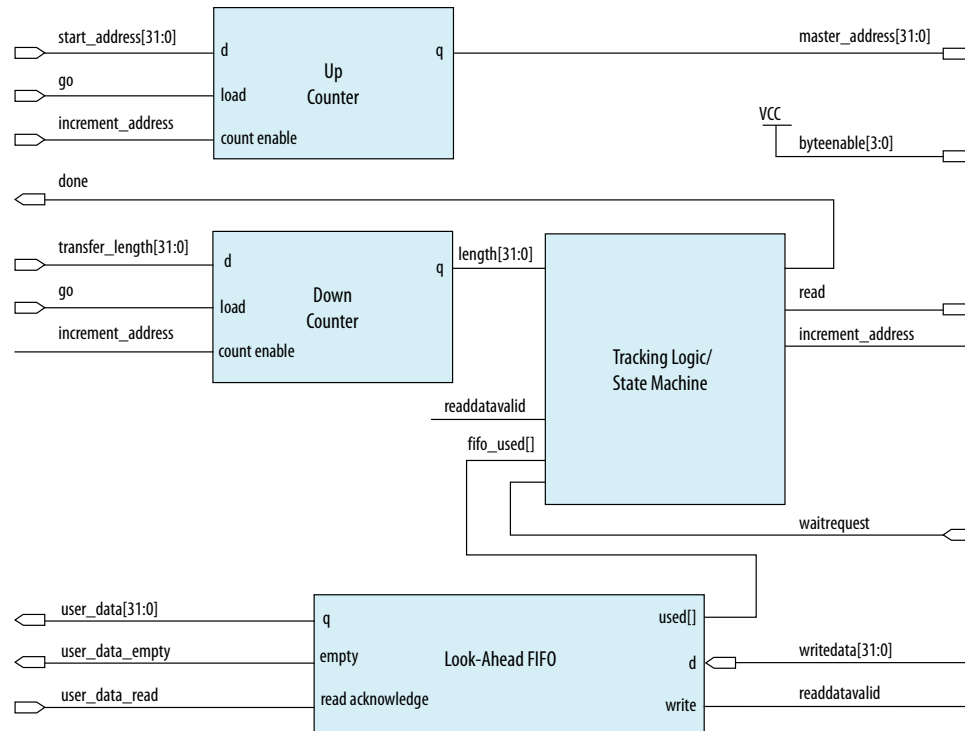 start_address[31:0]
d
q
master_address[31:0]
Up
Counter
go
load
increment_address
count enable
VCC
byteenable[3:0]
done
transfer_length[31:0]
d
q
length[31:0]
go
load
Down
Counter
read
increment_address
count enable
increment_address
Tracking Logic/
State Machine
readdatavalid
fifo_used[]
waitrequest
user_data[31:0]
q
used[]
user_data_empty
empty
Look-Ahead FIFO
d
writedata[31:0]
user_data_read
read acknowledge
write
readdatavalid